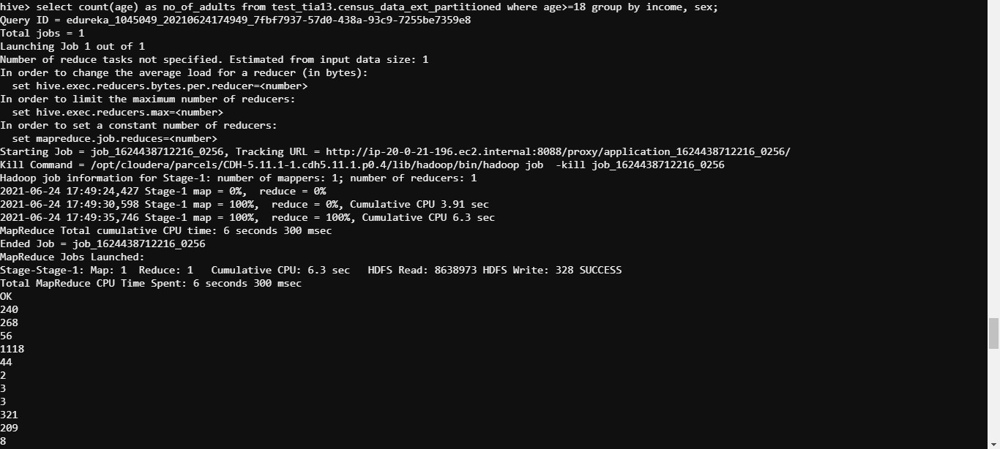 hive> select count(age) as no_of_adults from test_tia13.census_data_ext_partitioned where age>=18 group by income, sex;
Query ID = edureka_1045049_20210624174949_7fbf7937-57d0-438a-93c9-7255be7359e8
Total jobs = 1
Launching Job 1 out of 1
Number of reduce tasks not specified. Estimated from input data size: 1
In order to change the average load for a reducer (in bytes):
  set hive.exec.reducers.bytes.per.reducer=<number>
In order to limit the maximum number of reducers:
  set hive.exec.reducers.max=<number>
In order to set a constant number of reducers:
  set mapreduce.job.reduces=<number>
Starting Job = job_1624438712216_0256, Tracking URL = http://ip-20-0-21-196.ec2.internal:8088/proxy/application_1624438712216_0256/
Kill Command = /opt/cloudera/parcels/CDH-5.11.1-1.cdh5.11.1.p0.4/lib/hadoop/bin/hadoop job  -kill job_1624438712216_0256
Hadoop job information for Stage-1: number of mappers: 1; number of reducers: 1
2021-06-24 17:49:24,427 Stage-1 map = 0%,  reduce = 0%
2021-06-24 17:49:30,598 Stage-1 map = 100%,  reduce = 0%, Cumulative CPU 3.91 sec
2021-06-24 17:49:35,746 Stage-1 map = 100%,  reduce = 100%, Cumulative CPU 6.3 sec
MapReduce Total cumulative CPU time: 6 seconds 300 msec
Ended Job = job_1624438712216_0256
MapReduce Jobs Launched:
Stage-Stage-1: Map: 1  Reduce: 1   Cumulative CPU: 6.3 sec   HDFS Read: 8638973 HDFS Write: 328 SUCCESS
Total MapReduce CPU Time Spent: 6 seconds 300 msec
OK
240
268
56
1118
44
2
3
3
321
209
8